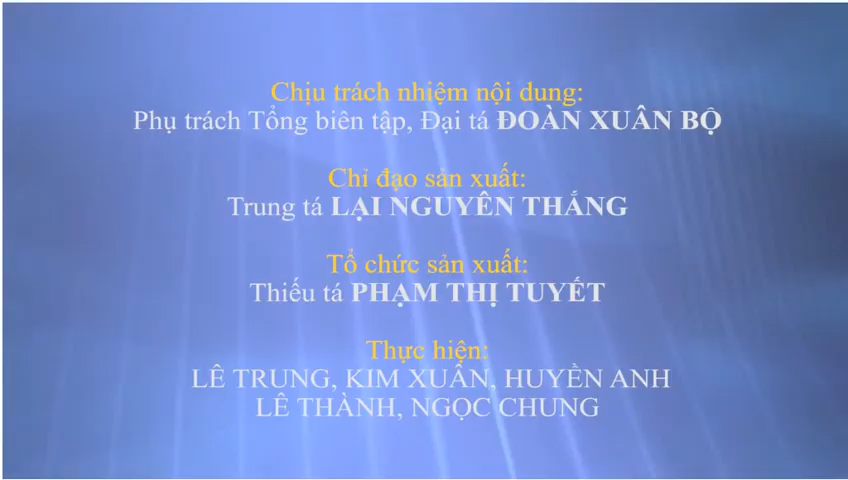 Chịu trách nhiệm nội dung:
Phụ trách Tổng biên tập, Đại tá ĐOÀN XUÂN BỘ
Chỉ đạo sản xuất:
Trung tá LẠI NGUYÊN THẮNG
Tổ chức sản xuất:
Thiếu tá PHẠM THỊ TUYẾT
Thực hiện:
LÊ TRUNG, KIM XUÂN, HUYỀN ANH
LÊ THÀNH, NGỌC CHUNG